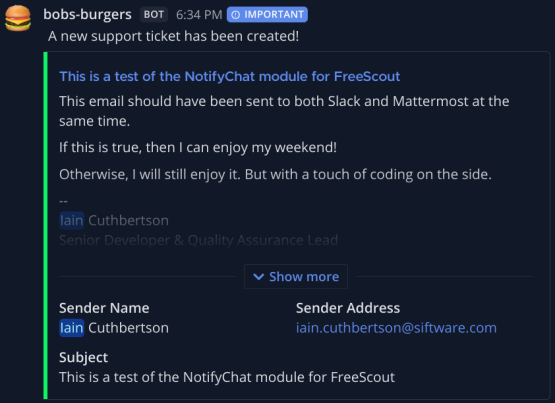 bobs-burgers BOT 6:34 PM IMPORTANT
A new support ticket has been created!
This is a test of the NotifyChat module for FreeScout
This email should have been sent to both Slack and Mattermost at the
same time.
If this is true, then I can enjoy my weekend!
Otherwise, I will still enjoy it. But with a touch of coding on the side.
--
Iain Cuthbertson
Senior Developer & Quality Assurance Lead
Show more
Sender Name Sender Address
Iain Cuthbertson iain.cuthbertson@siftware.com
Subject
This is a test of the NotifyChat module for FreeScout